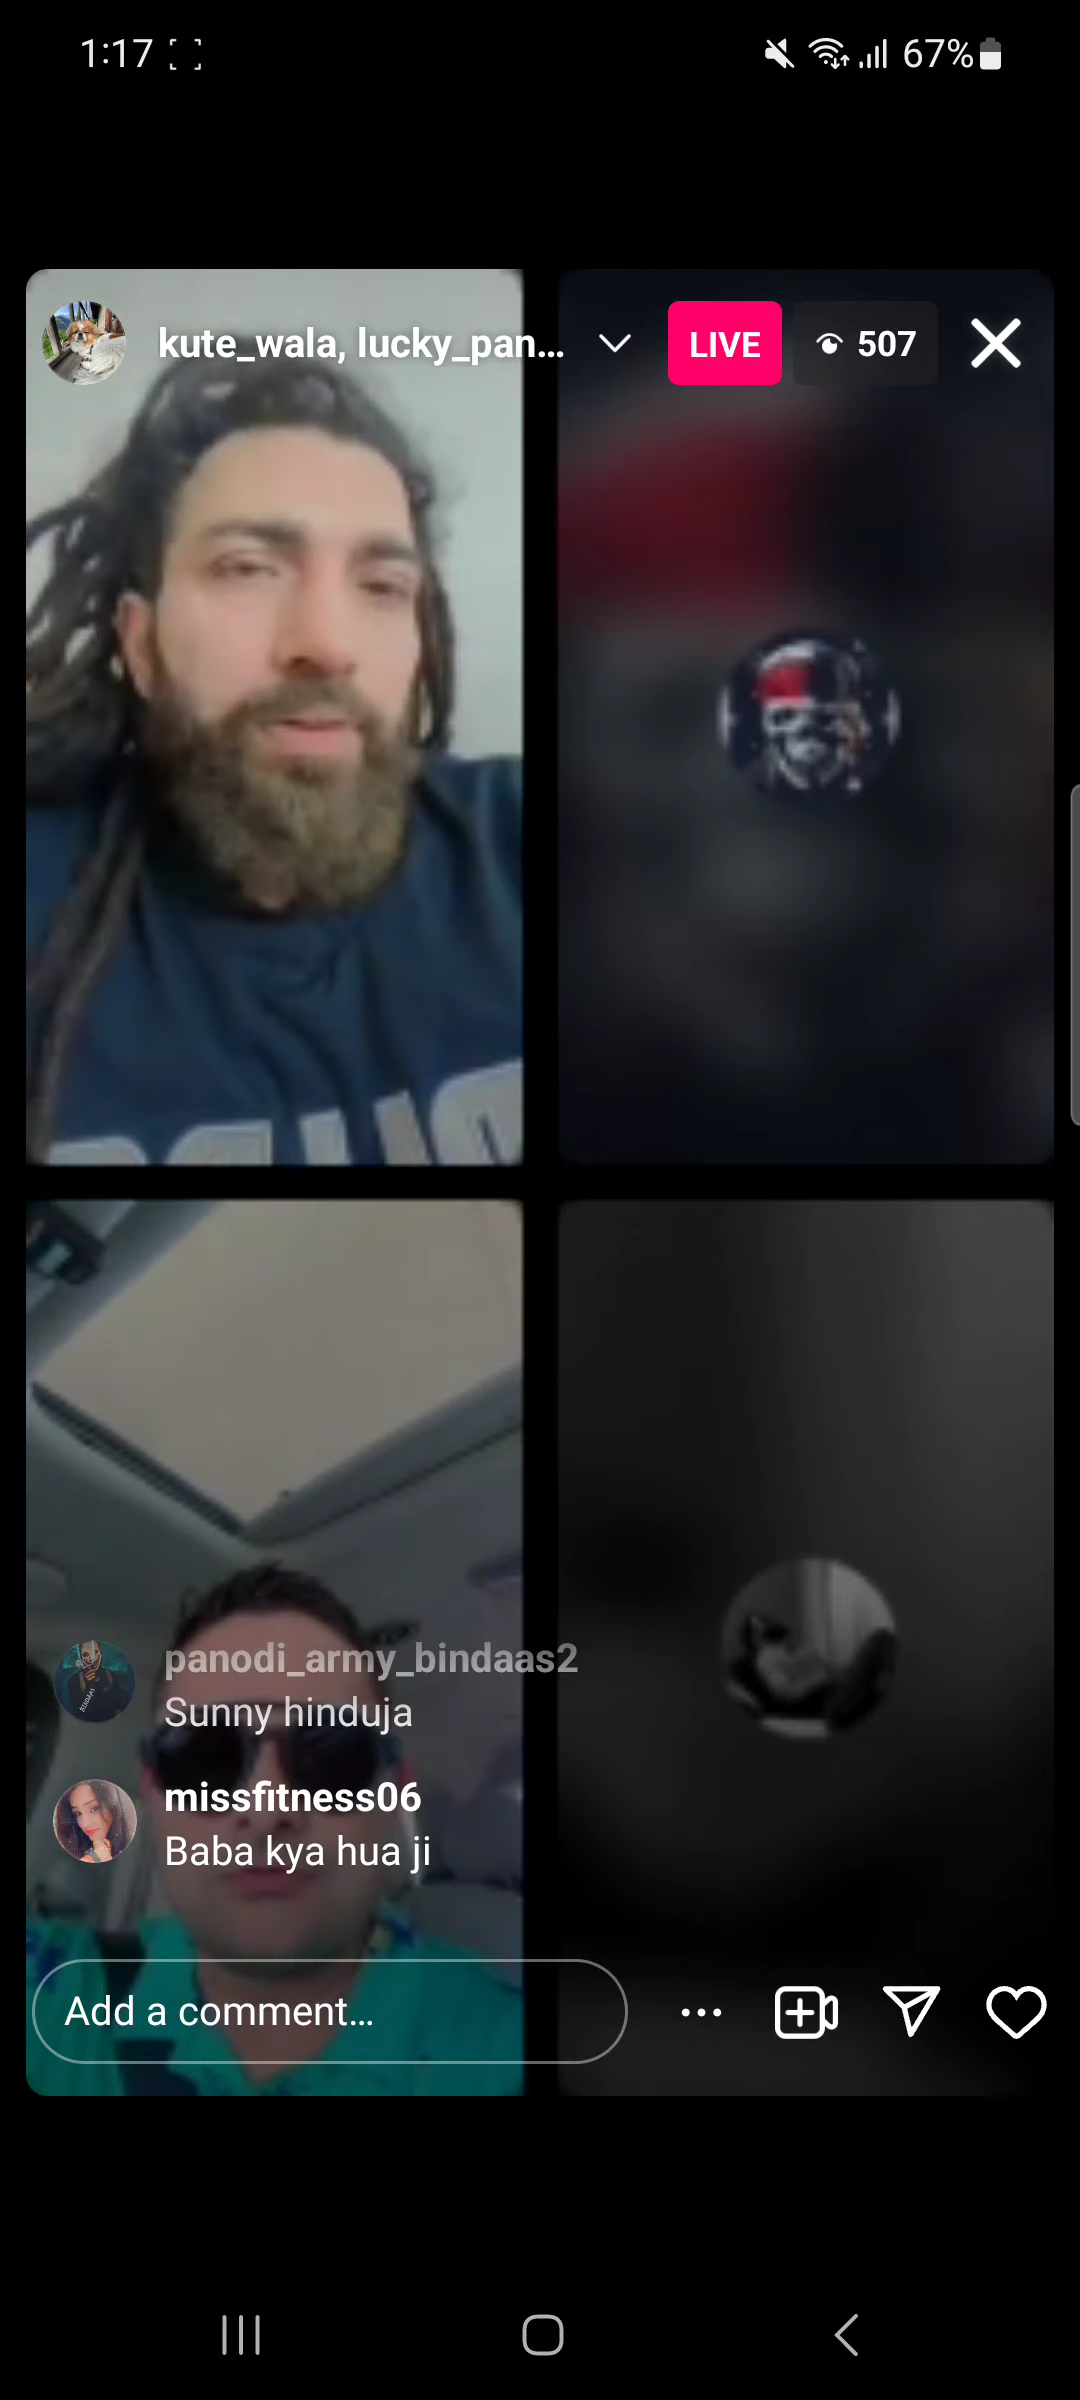 1:17
67%
kute_wala, lucky_pan...
LIVE
507
panodi_army_bindaas2
Sunny hinduja
missfitness06
Baba kya hua ji
Add a comment...